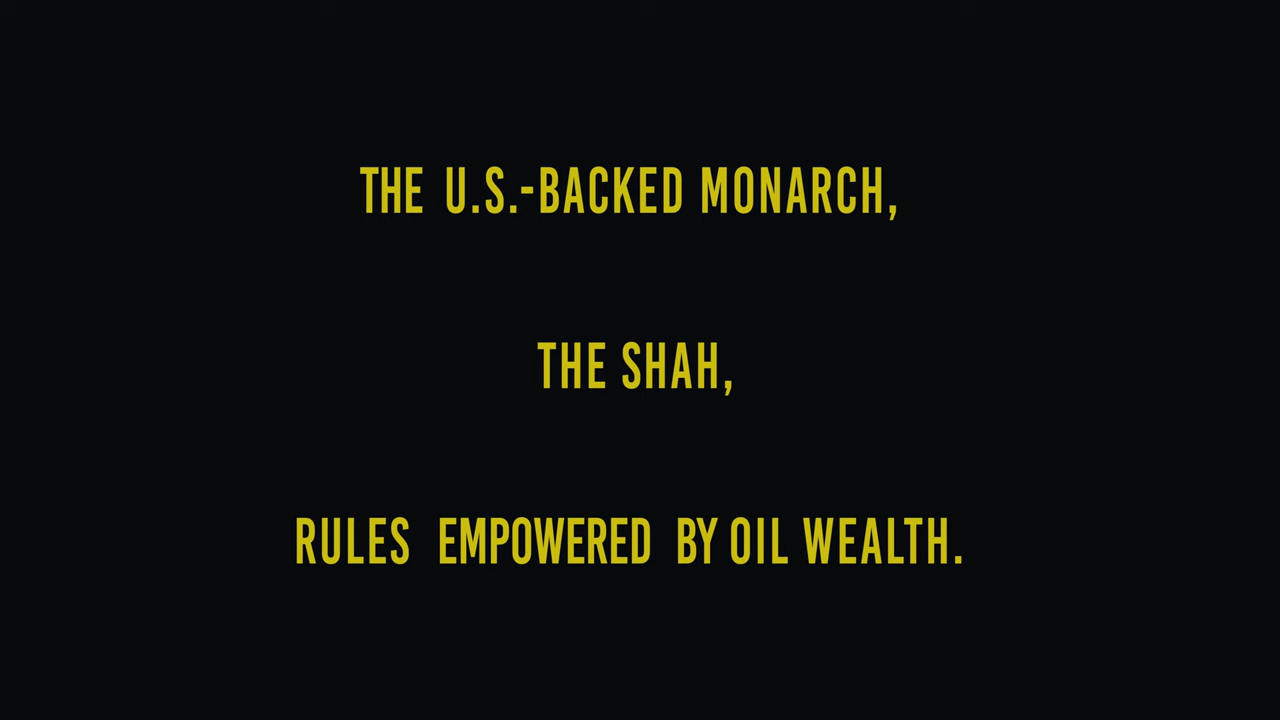 THE U.S.-BACKED MONARCH,
THE SHAH,
RULES EMPOWERED BY OIL WEALTH.